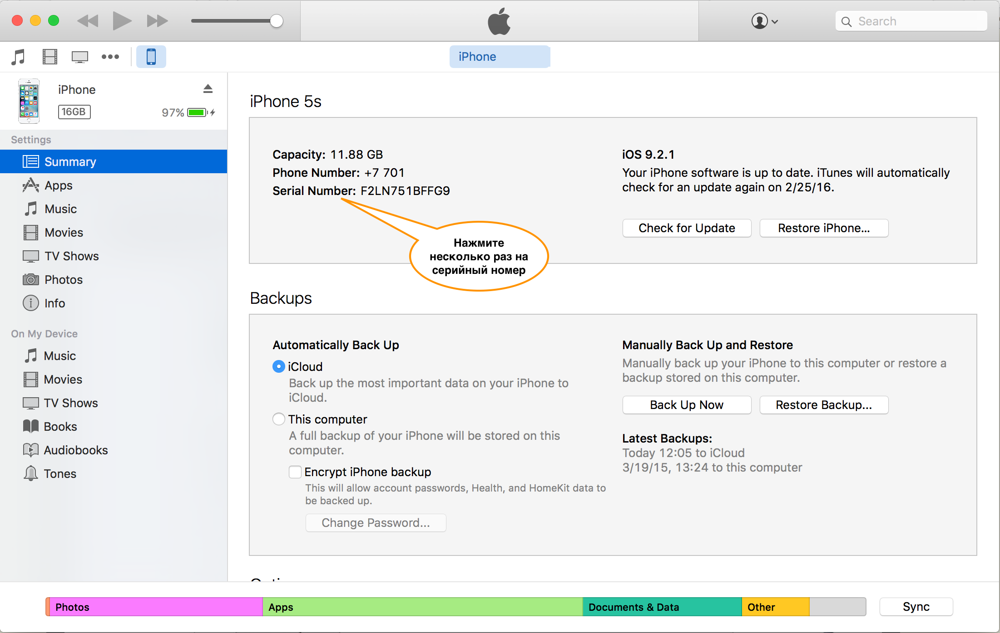 Search
iPhone
iPhone
16GB
97%
Settings
Summary
Apps
Music
Movies
TV Shows
Photos
Info
On My Device
Music
Movies
TV Shows
Books
Audiobooks
Tones
iPhone 5s
Capacity: 11.88 GB
Phone Number: +7 701
Serial Number: F2LN751BFFG9
iOS 9.2.1
Your iPhone software is up to date. iTunes will automatically
check for an update again on 2/25/16.
Check for Update
Restore iPhone...
Нажмите
несколько раз на
серийный номер
Backups
Automatically Back Up
iCloud
Back up the most important data on your iPhone to
iCloud.
This computer
A full backup of your iPhone will be stored on this
computer.
Encrypt iPhone backup
This will allow account passwords, Health, and HomeKit data to
be backed up.
Change Password...
Manually Back Up and Restore
Manually back up your iPhone to this computer or restore a
backup stored on this computer.
Back Up Now
Restore Backup...
Latest Backups:
Today 12:05 to iCloud
3/19/15, 13:24 to this computer
Photos
Apps
Documents & Data
Other
Sync